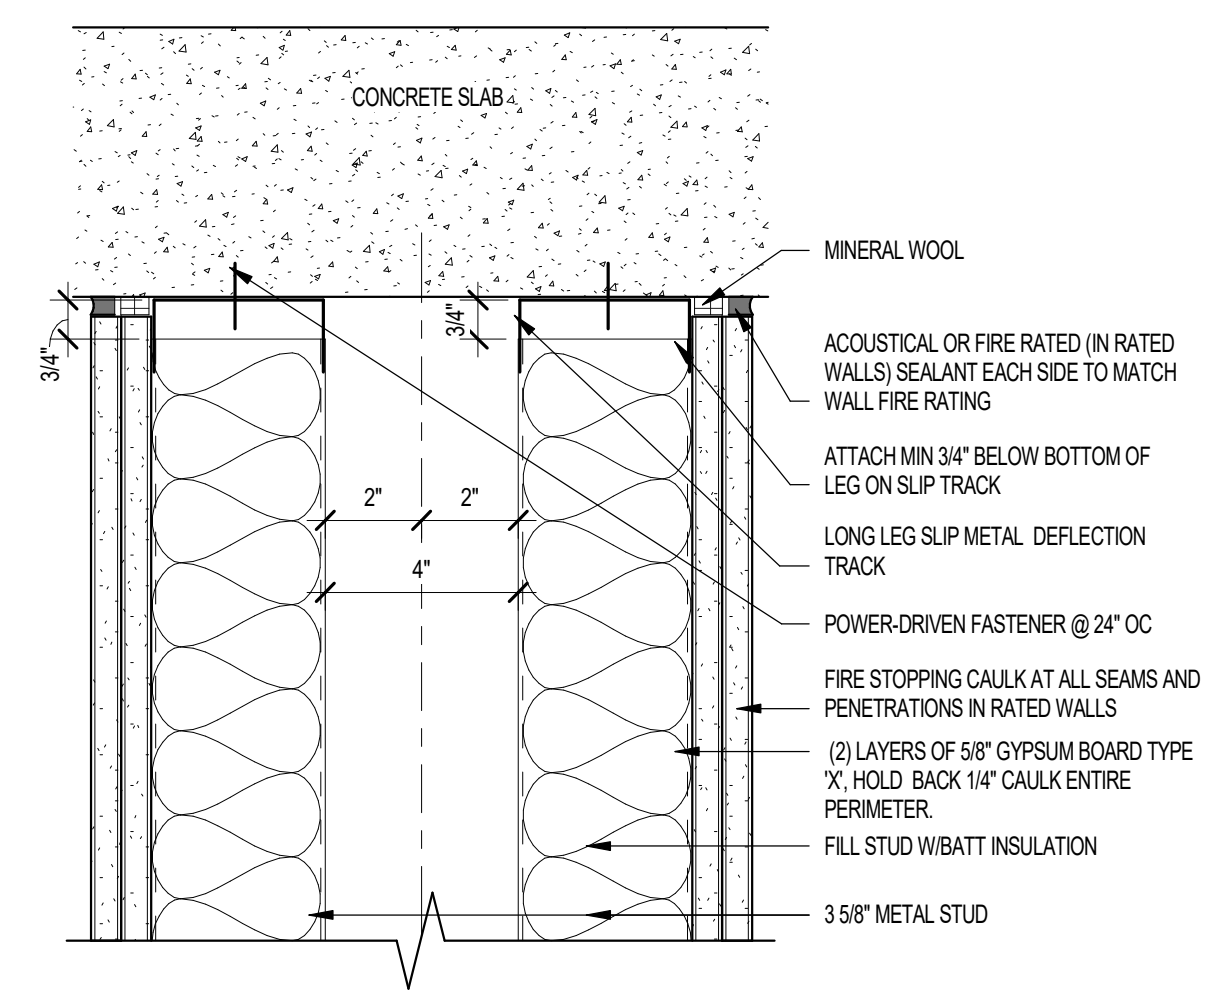 CONCRETE SLAB
MINERAL WOOL
3/4"
3/4"
ACOUSTICAL OR FIRE RATED (IN RATED
WALLS) SEALANT EACH SIDE TO MATCH
WALL FIRE RATING
ATTACH MIN 3/4" BELOW BOTTOM OF
LEG ON SLIP TRACK
2"
2"
LONG LEG SLIP METAL DEFLECTION
TRACK
4"
POWER-DRIVEN FASTENER @ 24" OC
FIRE STOPPING CAULK AT ALL SEAMS AND
PENETRATIONS IN RATED WALLS
(2) LAYERS OF 5/8" GYPSUM BOARD TYPE
'X', HOLD BACK 1/4" CAULK ENTIRE
PERIMETER.
FILL STUD W/BATT INSULATION
3 5/8" METAL STUD